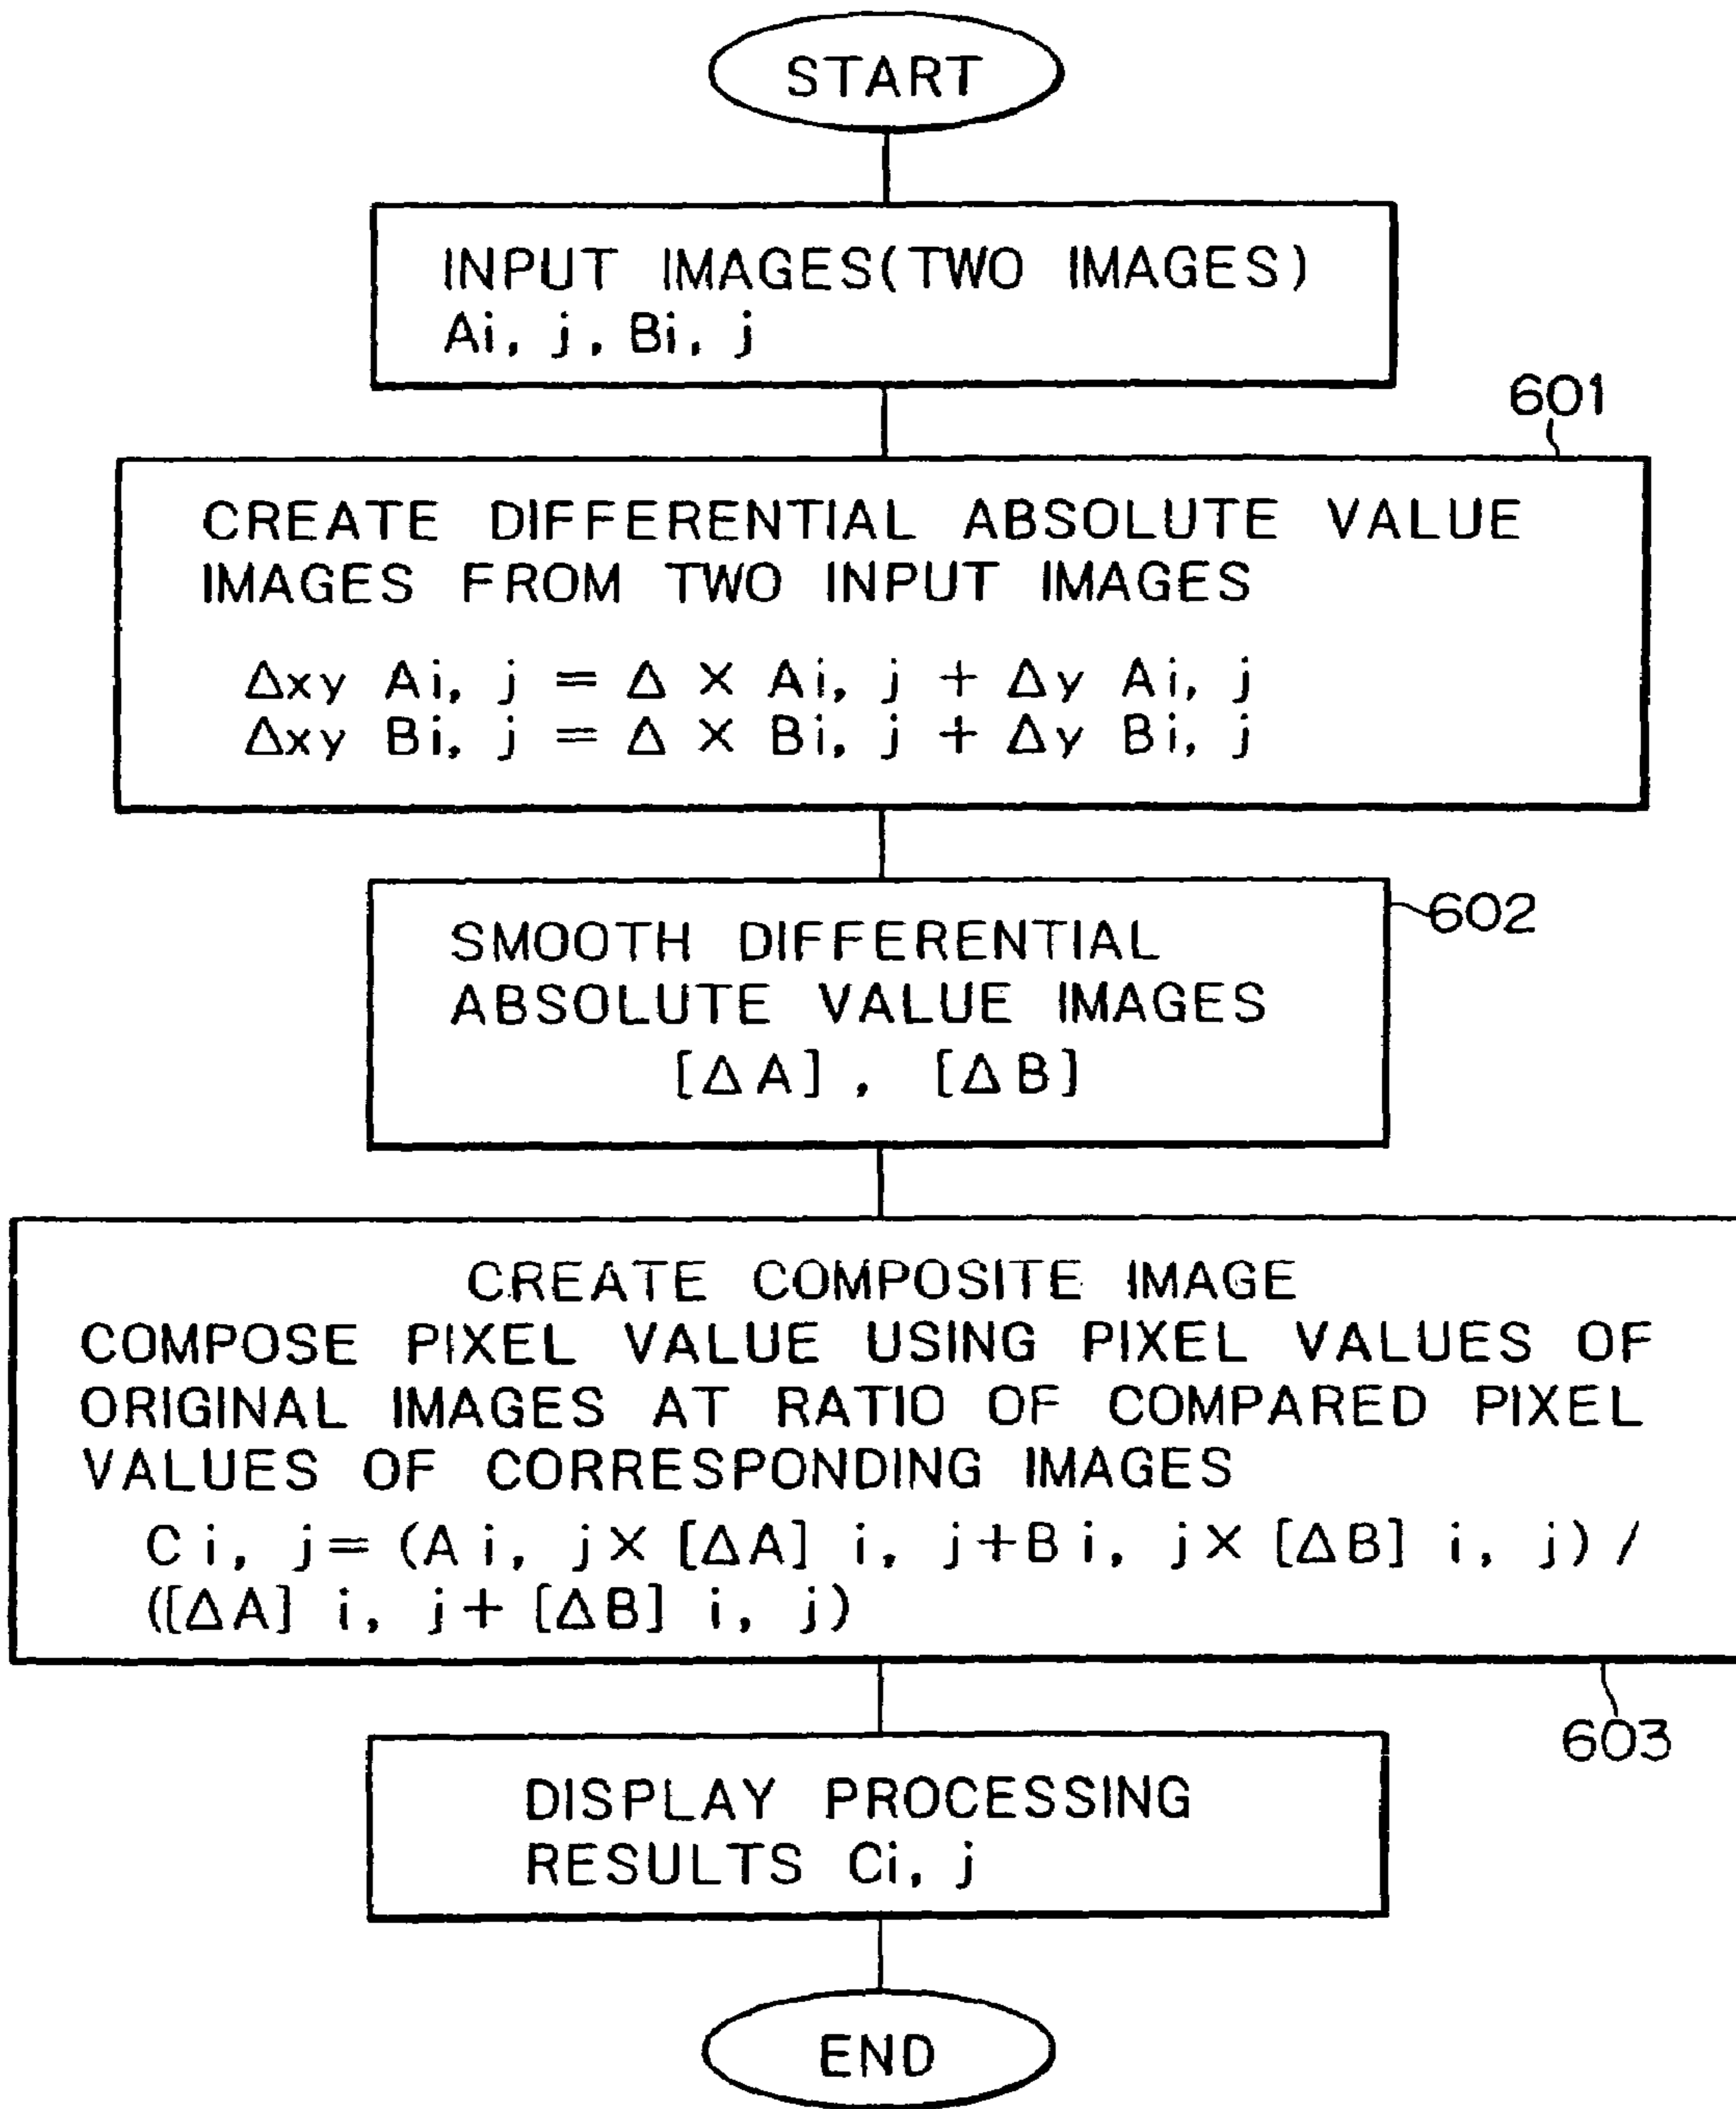 START
INPUT IMAGES(TWO IMAGES)
Ai, j, Bi, j
601
CREATE DIFFERENTIAL ABSOLUTE VALUE
IMAGES FROM TWO INPUT IMAGES
Δxy Ai, j = Δ × Ai, j + Δy Ai, j
Δxy Bi, j = Δ × Bi, j + Δy Bi, j
602
SMOOTH DIFFERENTIAL
ABSOLUTE VALUE IMAGES
[ΔA] , [ΔB]
CREATE COMPOSITE IMAGE
COMPOSE PIXEL VALUE USING PIXEL VALUES OF
ORIGINAL IMAGES AT RATIO OF COMPARED PIXEL
VALUES OF CORRESPONDING IMAGES
C i, j= (A i, j× [ΔA] i, j+B i, j× [ΔB] i, j) /
([ΔA] i, j+ [ΔB] i, j)
603
DISPLAY PROCESSING
RESULTS Ci, j
END